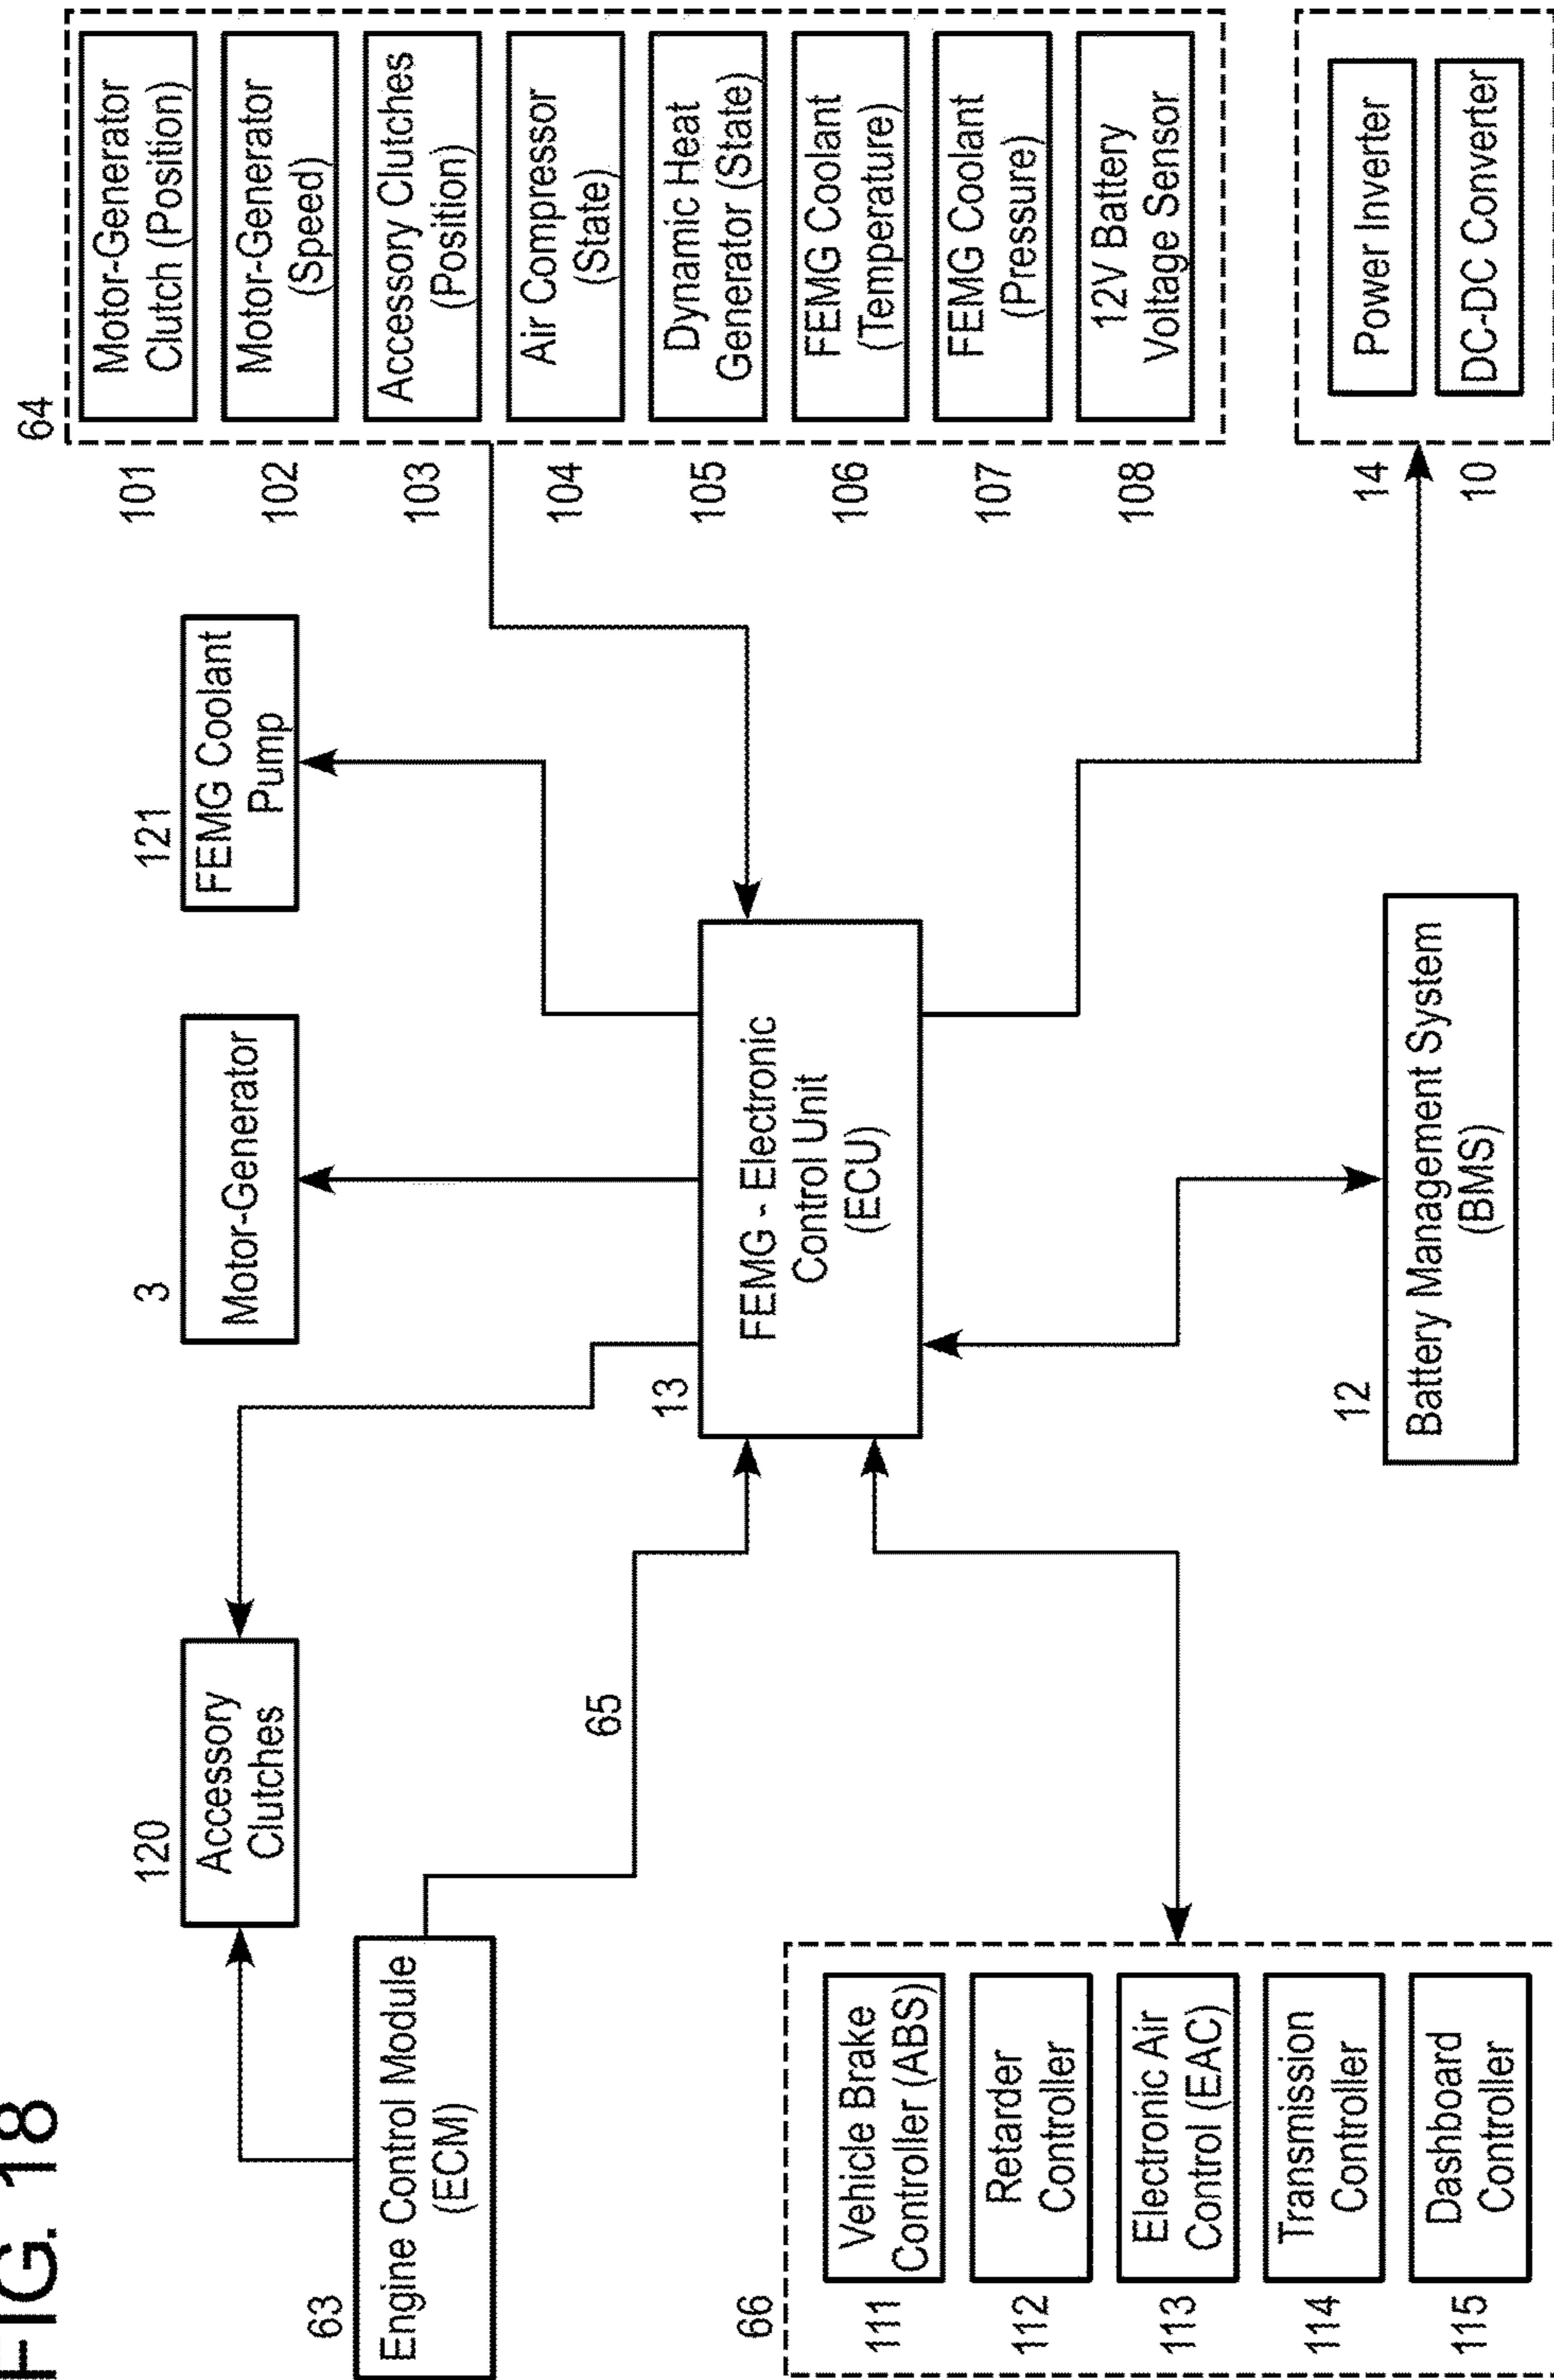 FIG. 18
63
Engine Control Module
(ECM)
120
Accessory
Clutches
3
Motor-Generator
121
FEMG Coolant
Pump
65
13
FEMG - Electronic
Control Unit
(ECU)
64
101
Motor-Generator
Clutch (Position)
102
Motor-Generator
(Speed)
103
Accessory Clutches
(Position)
104
Air Compressor
(State)
105
Dynamic Heat
Generator (State)
106
FEMG Coolant
(Temperature)
107
FEMG Coolant
(Pressure)
108
12V Battery
Voltage Sensor
66
111
Vehicle Brake
Controller (ABS)
112
Retarder
Controller
113
Electronic Air
Control (EAC)
114
Transmission
Controller
115
Dashboard
Controller
12
Battery Management System
(BMS)
14
Power Inverter
10
DC-DC Converter